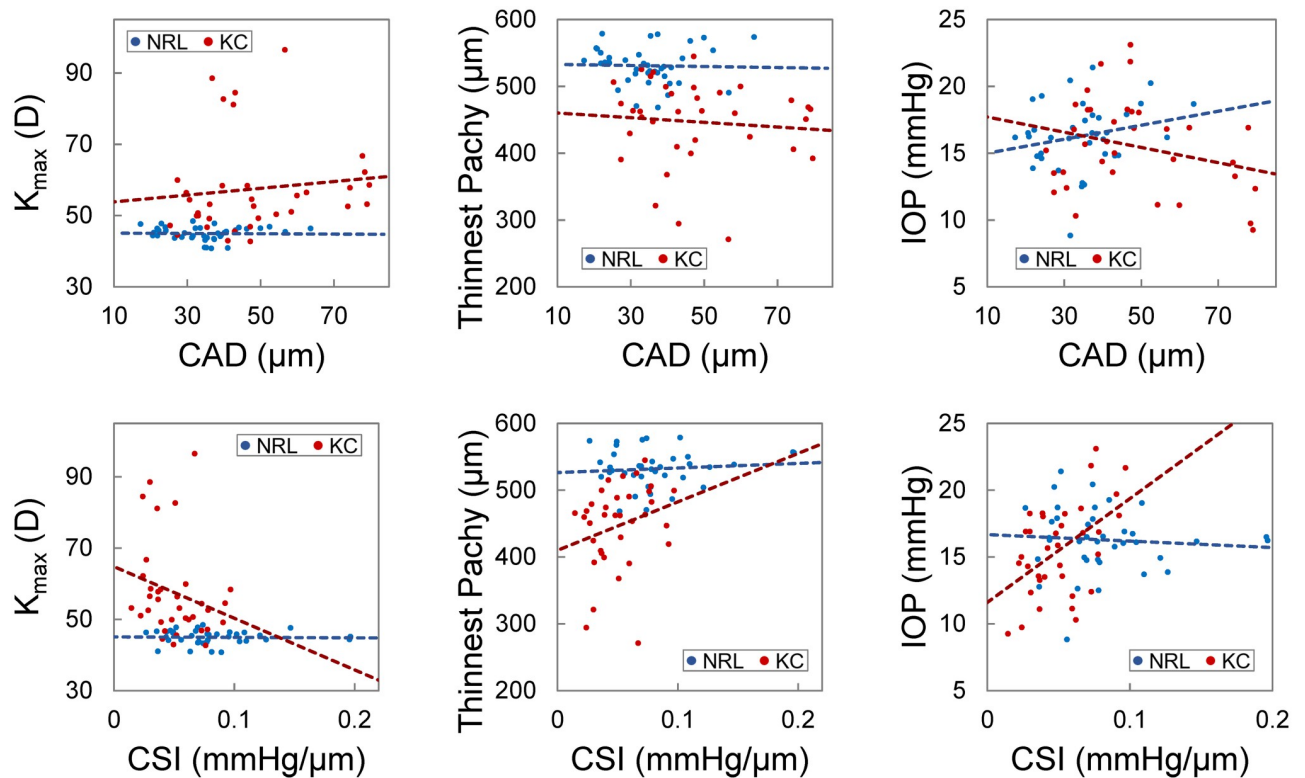 NRL KC
90
70
50
30
10 30 50 70
K_max (D)
CAD (µm)
600
500
400
300
200
NRL KC
10 30 50 70
Thinnest Pachy (µm)
CAD (µm)
25
20
15
10
5
NRL KC
10 30 50 70
IOP (mmHg)
CAD (µm)
NRL KC
90
70
50
30
0 0.1 0.2
K_max (D)
CSI (mmHg/µm)
600
500
400
300
200
NRL KC
0 0.1 0.2
Thinnest Pachy (µm)
CSI (mmHg/µm)
25
20
15
10
5
NRL KC
0 0.1 0.2
IOP (mmHg)
CSI (mmHg/µm)